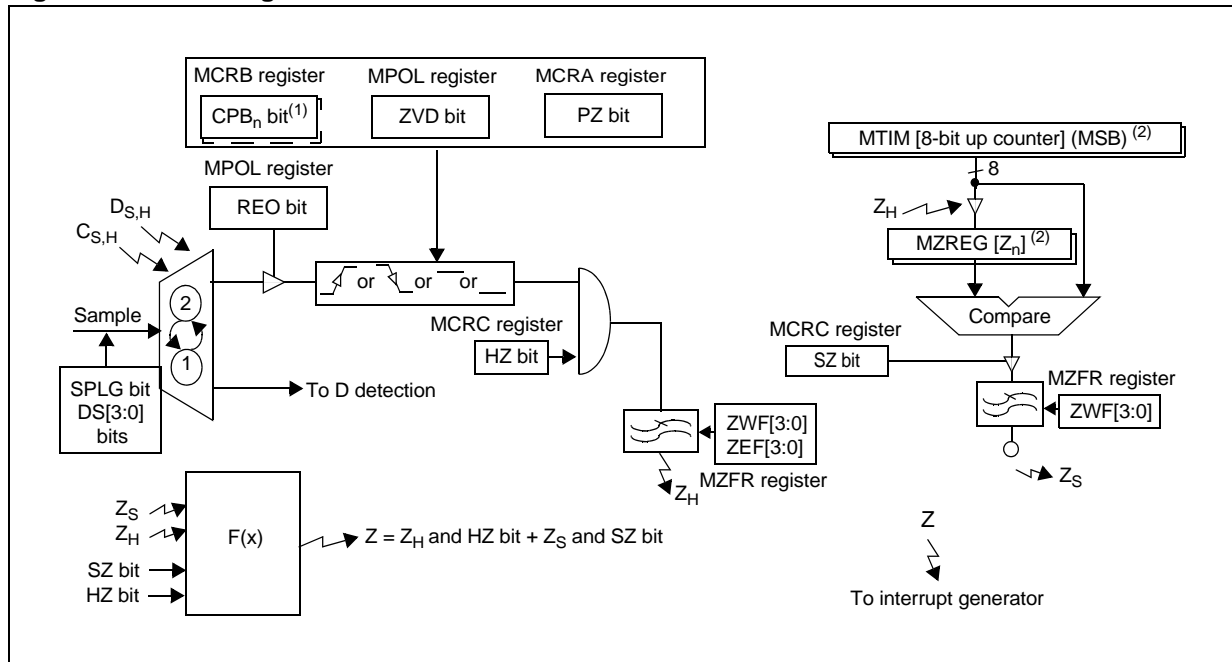 MCRB register
MPOL register
MCRA register
CPBn bit(1)
ZVD bit
PZ bit
MTIM [8-bit up counter] (MSB) (2)
8
MPOL register
REO bit
DS,H
CS,H
ZH
MZREG [Zn] (2)
or
or
or
2
1
Sample
Compare
MCRC register
HZ bit
MCRC register
SZ bit
SPLG bit
DS[3:0]
bits
To D detection
MZFR register
ZWF[3:0]
ZWF[3:0]
ZEF[3:0]
MZFR register
ZH
ZS
ZS
ZH
SZ bit
HZ bit
F(x)
Z = ZH and HZ bit + ZS and SZ bit
Z
To interrupt generator